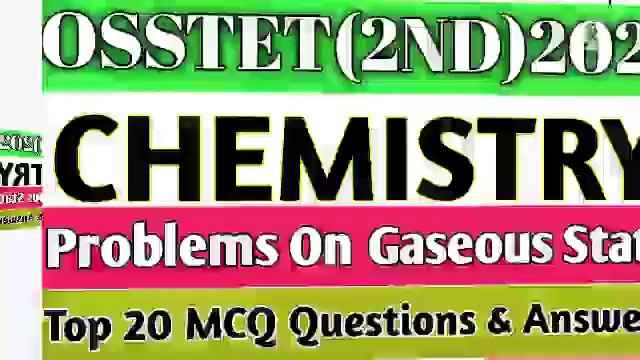 OSSTET(2ND)202
CHEMISTRY
Problems On Gaseous Stat
Top 20 MCQ Questions & Answe